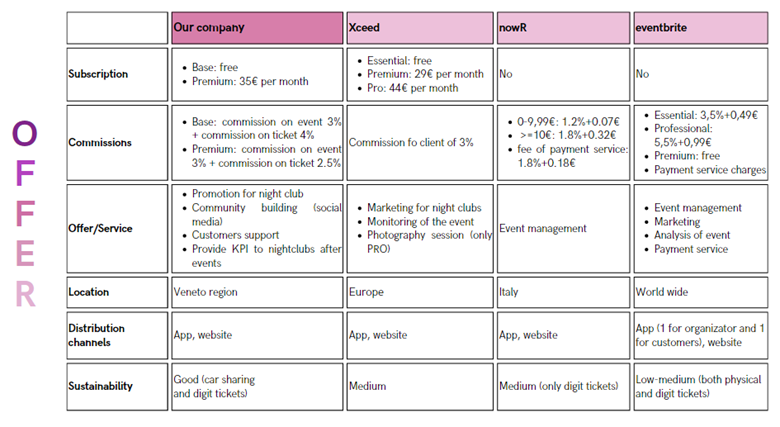 OFFER
Our company
Xceed
nowR
eventbrite
Subscription
• Base: free
• Premium: 35€ per month
• Essential: free
• Premium: 29€ per month
• Pro: 44€ per month
No
No
Commissions
• Base: commission on event 3%
+ commission on ticket 4%
• Premium: commission on event
3% + commission on ticket 2.5%
Commission fo client of 3%
• 0-9,99€: 1.2%+0.07€
• >=10€: 1.8%+0.32€
• fee of payment service:
1.8%+0.18€
• Essential: 3,5%+0,49€
• Professional:
5,5%+0,99€
• Premium: free
• Payment service charges
Offer/Service
• Promotion for night club
• Community building (social
media)
• Customers support
• Provide KPI to nightclubs after
events
• Marketing for night clubs
• Monitoring of the event
• Photography session (only
PRO)
Event management
• Event management
• Marketing
• Analysis of event
• Payment service
Location
Veneto region
Europe
Italy
World wide
Distribution
channels
App, website
App, website
App, website
App (1 for organizator and 1
for customers), website
Sustainability
Good (car sharing
and digit tickets)
Medium
Medium (only digit tickets)
Low-medium (both physical
and digit tickets)